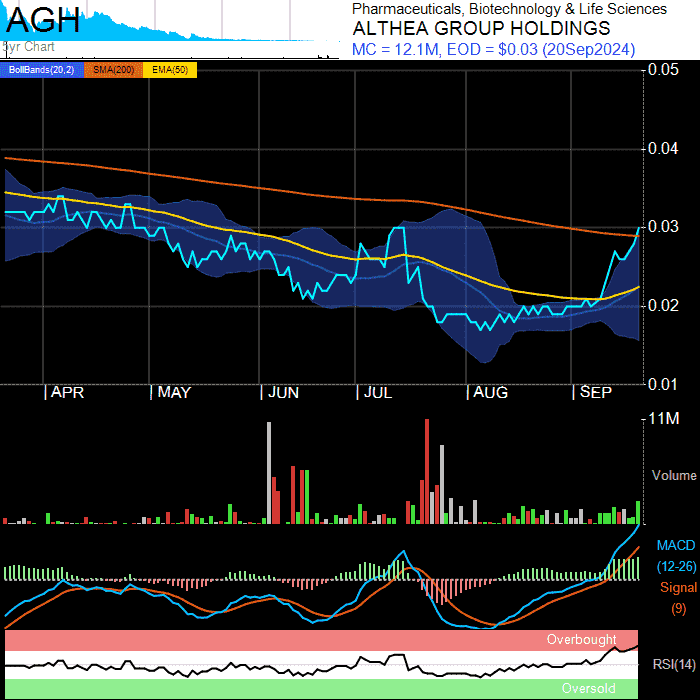 AGH
5yr Chart
Pharmaceuticals, Biotechnology & Life Sciences
ALTHEA GROUP HOLDINGS
MC = 12.1M, EOD = $0.03 (20Sep2024)
BollBands(20,2) SMA(200) EMA(50)
0.05
0.04
0.03
0.02
0.01
APR MAY JUN JUL AUG SEP
11M
Volume
MACD
(12-26)
Signal
(9)
Overbought
RSI(14)
Oversold